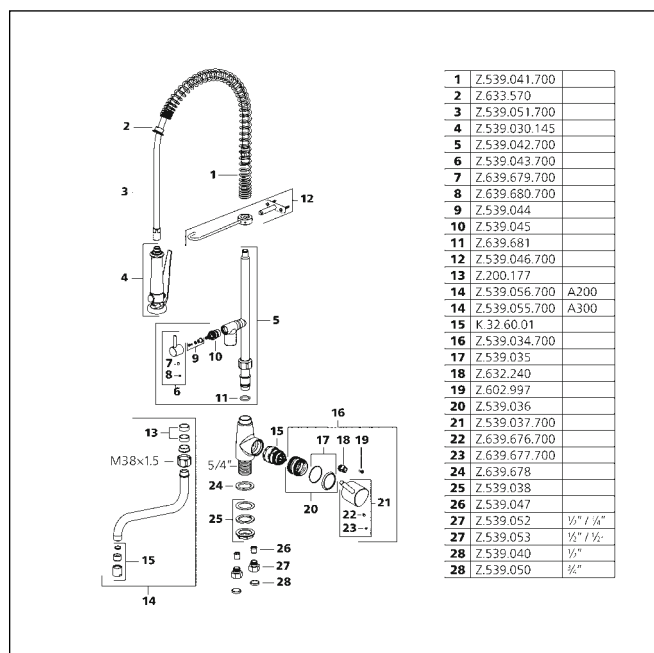 1 Z.539.041.700
2 Z.633.570
3 Z.539.051.700
4 Z.539.030.145
5 Z.539.042.700
6 Z.539.043.700
7 Z.639.679.700
8 Z.639.680.700
9 Z.539.044
10 Z.539.045
11 Z.639.681
12 Z.539.046.700
13 Z.200.177
14 Z.539.056.700 A200
14 Z.539.055.700 A300
15 K.32.60.01
16 Z.539.034.700
17 Z.539.035
18 Z.632.240
19 Z.602.997
20 Z.539.036
21 Z.539.037.700
22 Z.639.676.700
23 Z.639.677.700
24 Z.639.678
25 Z.539.038
26 Z.539.047
27 Z.539.052
27 Z.539.053 ½" / ½"
28 Z.539.040 ½"
28 Z.539.050 ¾"
2
1
3
12
4
5
10
9
7
8
6
11
16
13
15
17
18
19
M38x1.5
5/4"
24
21
20
22
25
23
15
26
27
14
28